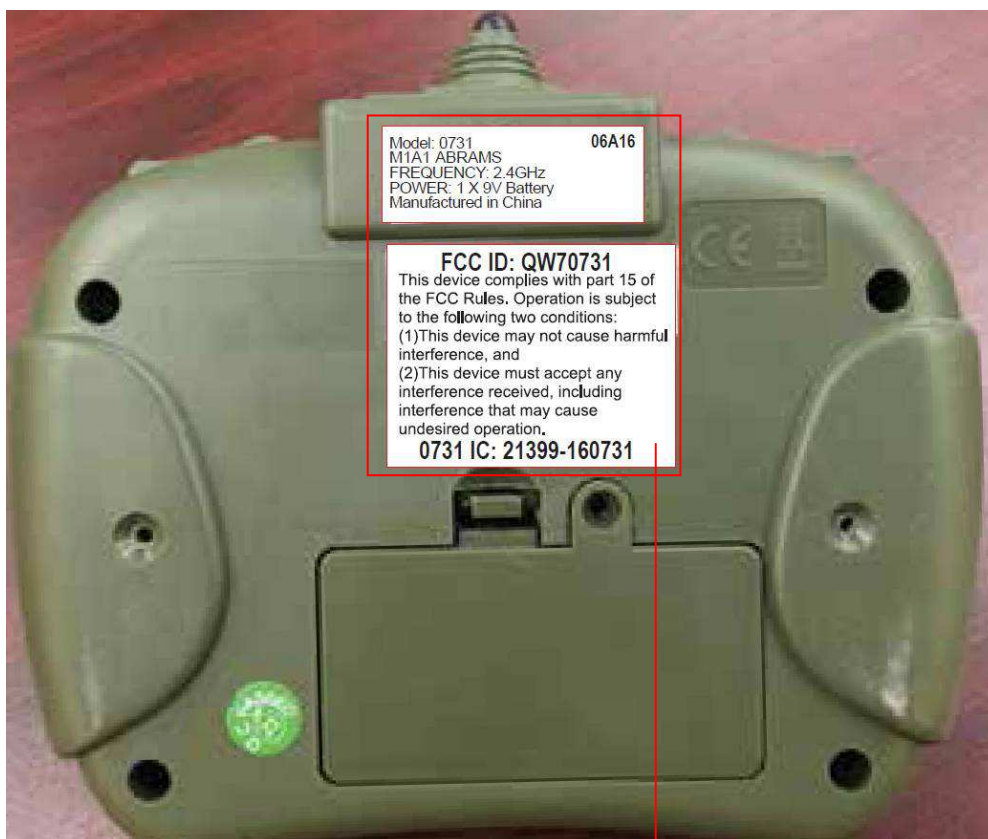 Model: 0731 06A16
M1A1 ABRAMS
FREQUENCY: 2.4GHz
POWER: 1 X 9V Battery
Manufactured in China
CE
FCC ID: QW70731
This device complies with part 15 of
the FCC Rules. Operation is subject
to the following two conditions:
(1)This device may not cause harmful
interference, and
(2)This device must accept any
interference received, including
interference that may cause
undesired operation.
0731 IC: 21399-160731